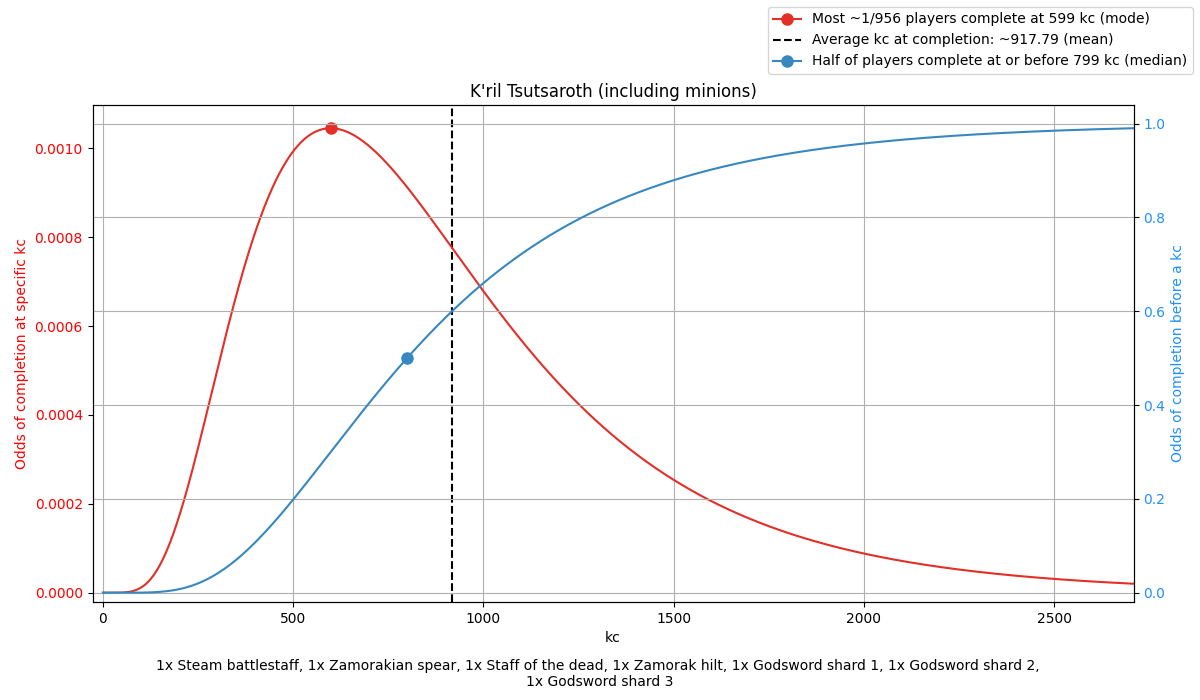 Most ~1/956 players complete at 599 kc (mode)
Average kc at completion: ~917.79 (mean)
Half of players complete at or before 799 kc (median)
K'ril Tsutsaroth (including minions)
Odds of completion at specific kc
0.0010
0.0008
0.0006
0.0004
0.0002
0.0000
1.0
0.8
0.6
0.4
0.2
0.0
Odds of completion before a kc
0
500
1000
1500
2000
2500
kc
1x Steam battlestaff, 1x Zamorakian spear, 1x Staff of the dead, 1x Zamorak hilt, 1x Godsword shard 1, 1x Godsword shard 2,
1x Godsword shard 3